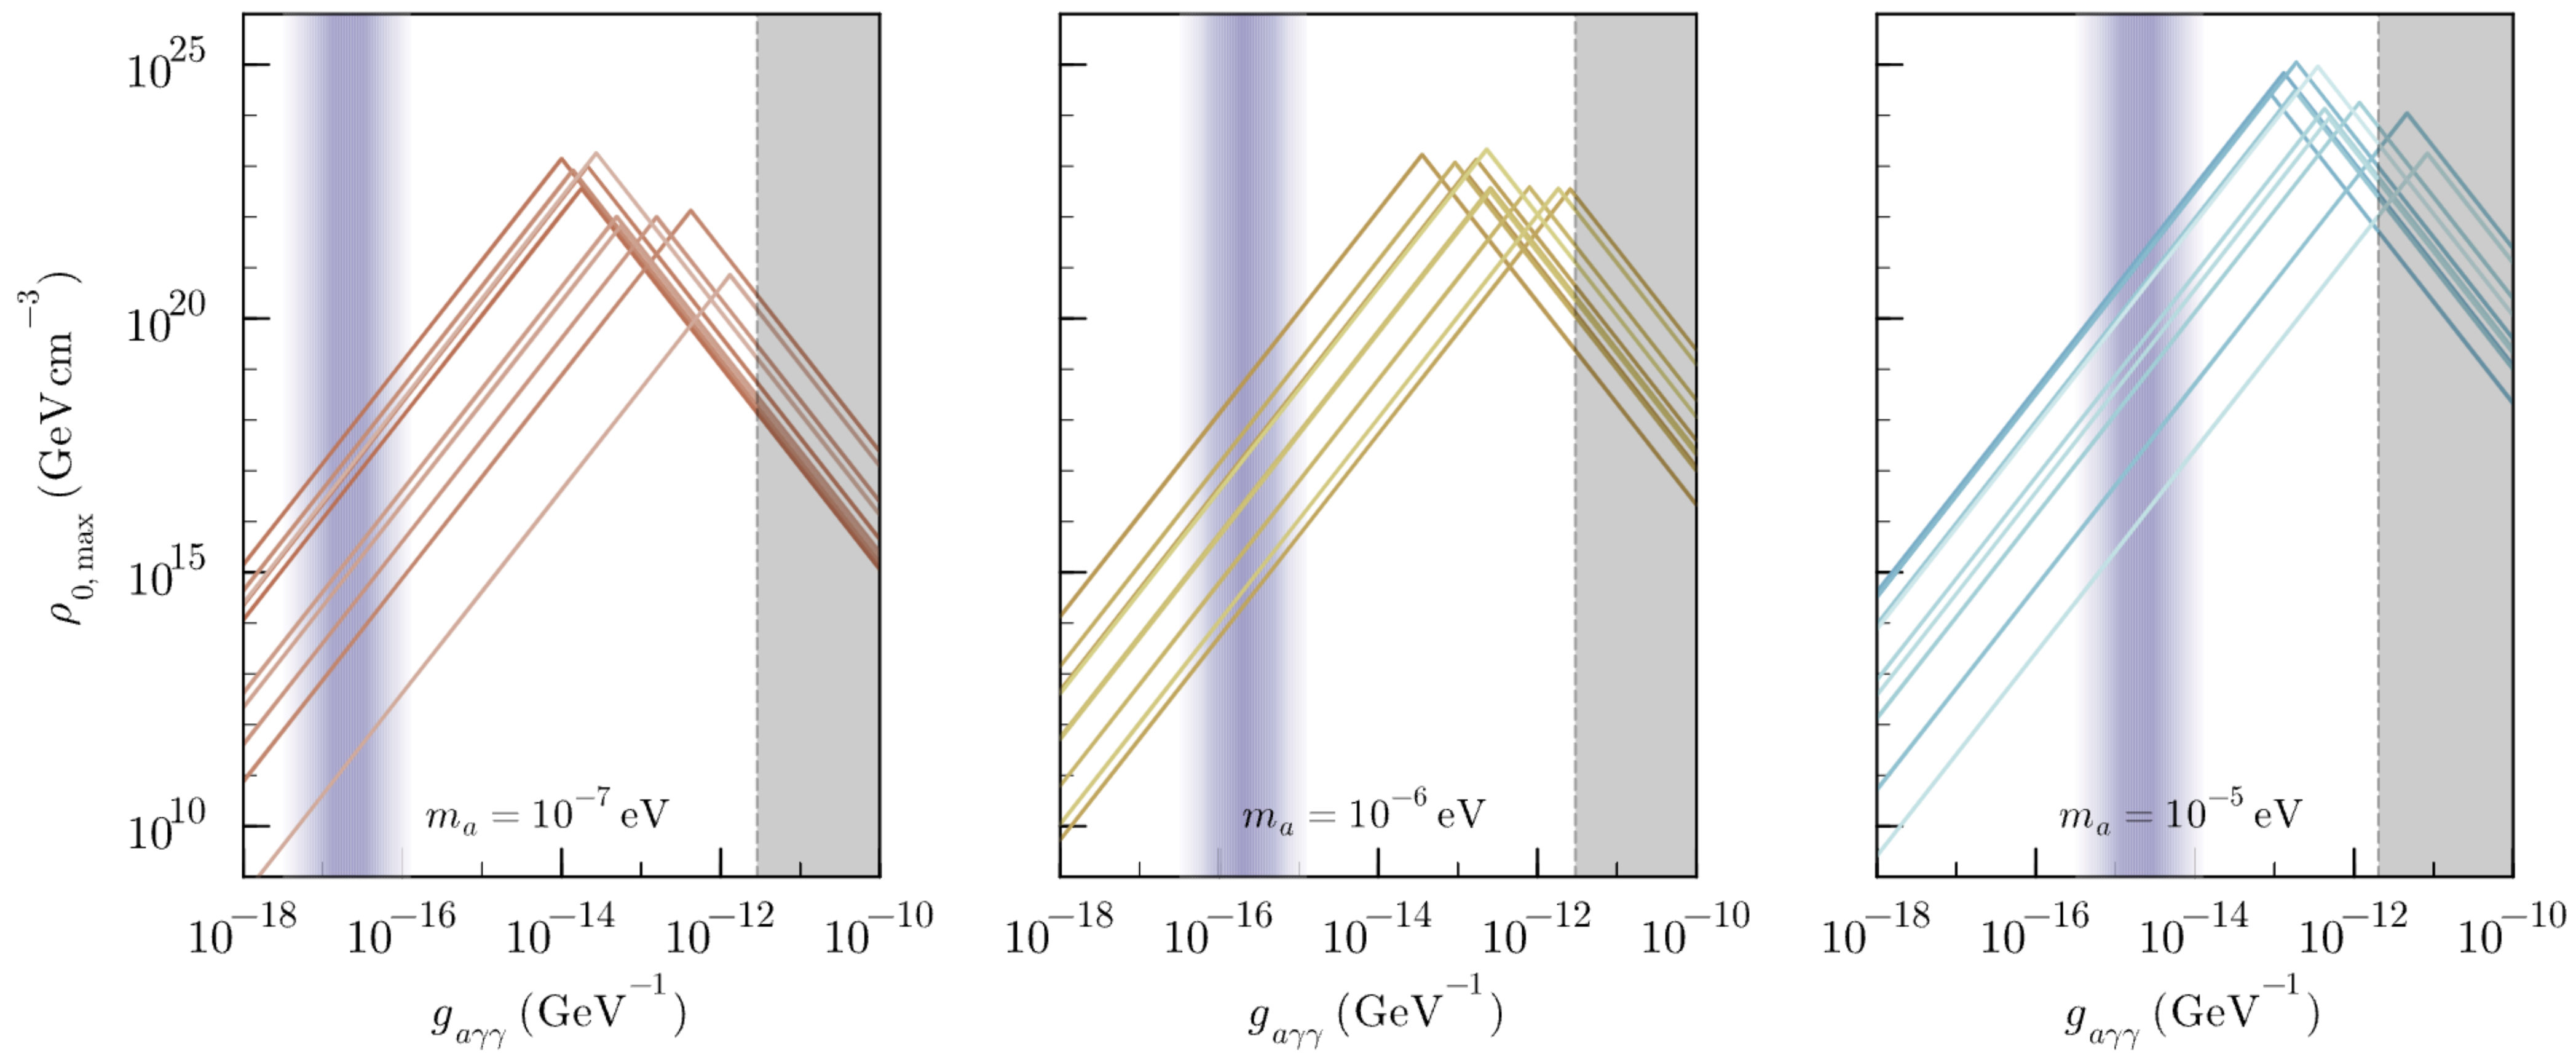 10^25
10^20
10^15
10^10
ρ_0, max (GeV cm^−3)
m_a = 10^−7 eV
m_a = 10^−6 eV
m_a = 10^−5 eV
10^−18 10^−16 10^−14 10^−12 10^−10
10^−18 10^−16 10^−14 10^−12 10^−10
10^−18 10^−16 10^−14 10^−12 10^−10
g_aγγ (GeV^−1)
g_aγγ (GeV^−1)
g_aγγ (GeV^−1)